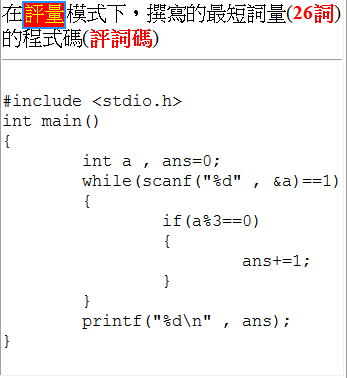 在評量模式下，撰寫的最短詞量(26詞)
的程式碼(評詞碼)
#include <stdio.h>
int main()
{
        int a , ans=0;
        while(scanf("%d" , &a)==1)
        {
                if(a%3==0)
                {
                        ans+=1;
                }
        }
        printf("%d\n" , ans);
}